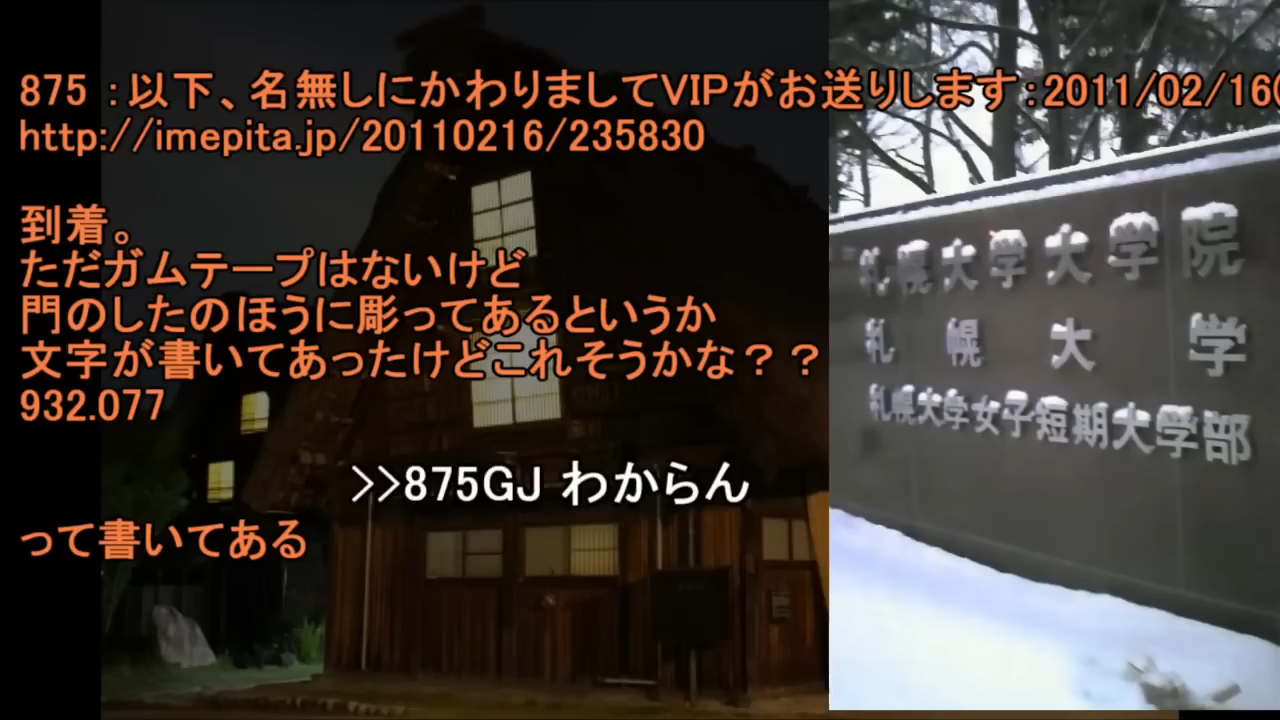 875 :以下、名無しにかわりましてVIPがお送りします:2011/02/160
http://imepita.jp/20110216/235830
到着。
ただガムテープはないけど
門のしたのほうに彫ってあるというか
文字が書いてあったけどこれそうかな？？
932.077
>>875GJ わからん
って書いてある
札幌大学大学院
札幌大学
札幌大学女子短期大学部